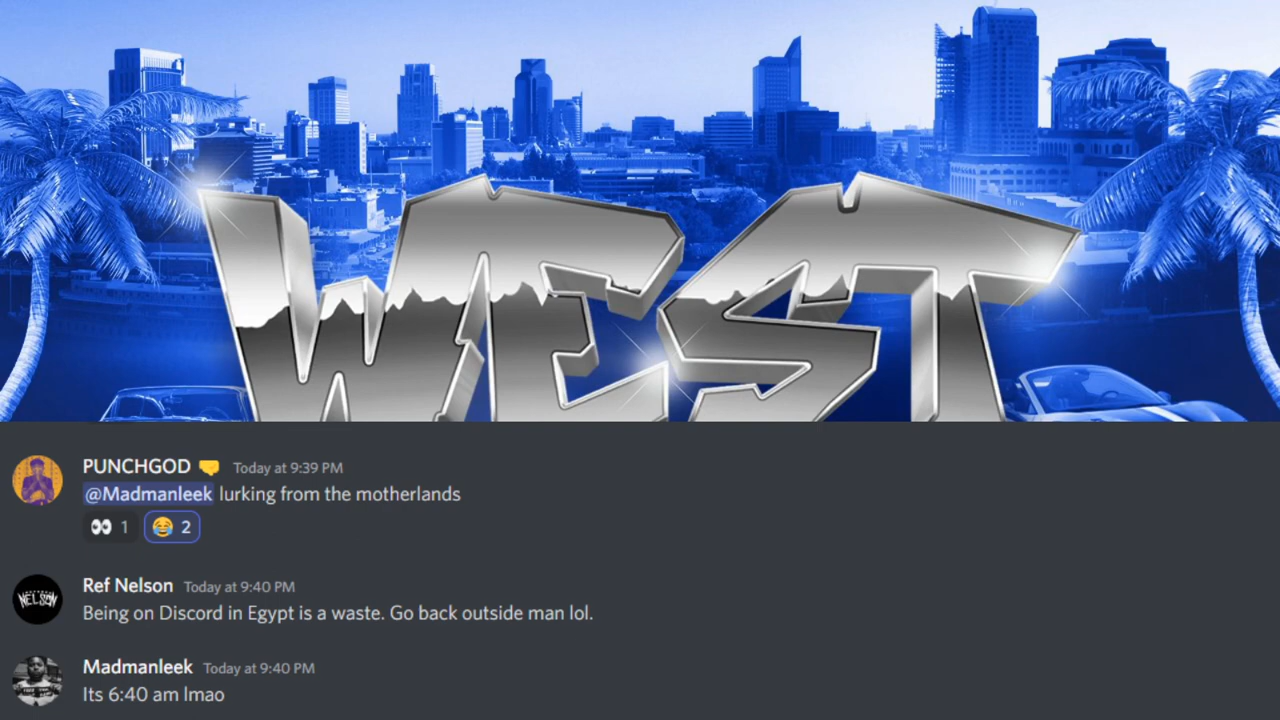 WEST
PUNCHGOD 🤜 Today at 9:39 PM
@Madmanleek lurking from the motherlands
👀 1 😂 2
Ref Nelson Today at 9:40 PM
NELSON
Being on Discord in Egypt is a waste. Go back outside man lol.
Madmanleek Today at 9:40 PM
Its 6:40 am lmao